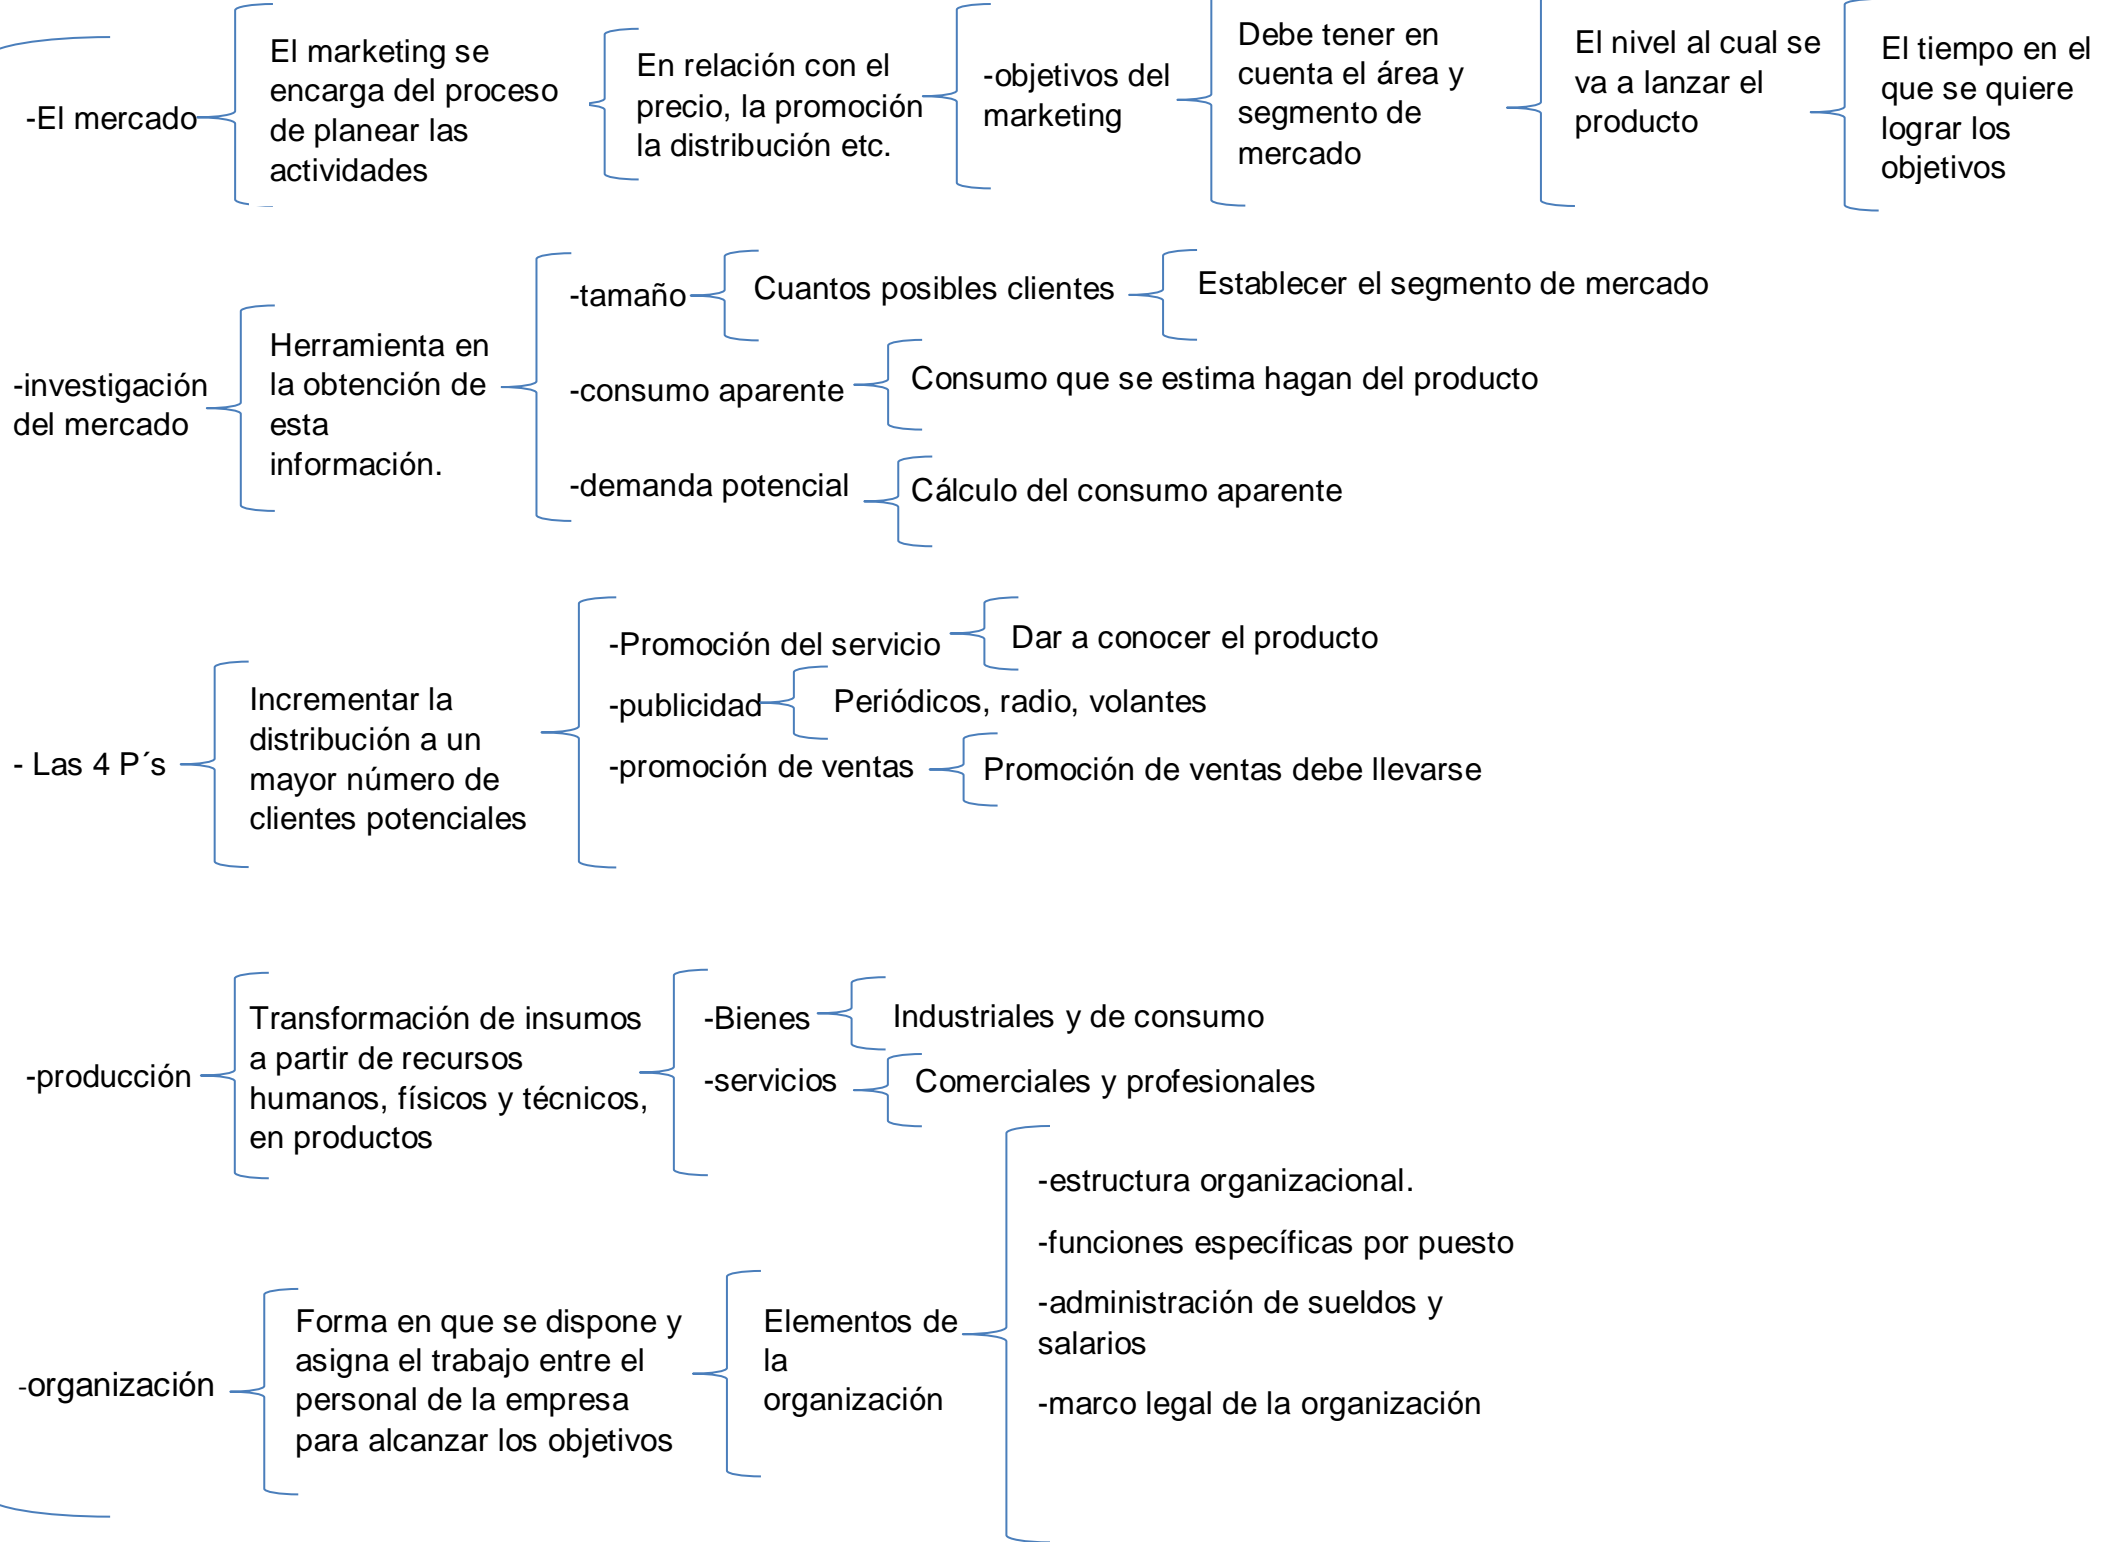 -El mercado
El marketing se
encarga del proceso
de planear las
actividades
En relación con el
precio, la promoción
la distribución etc.
-objetivos del
marketing
Debe tener en
cuenta el área y
segmento de
mercado
El nivel al cual se
va a lanzar el
producto
El tiempo en el
que se quiere
lograr los
objetivos
-investigación
del mercado
Herramienta en
la obtención de
esta
información.
-tamaño
Cuantos posibles clientes
Establecer el segmento de mercado
-consumo aparente
Consumo que se estima hagan del producto
-demanda potencial
Cálculo del consumo aparente
- Las 4 P´s
Incrementar la
distribución a un
mayor número de
clientes potenciales
-Promoción del servicio
Dar a conocer el producto
-publicidad
Periódicos, radio, volantes
-promoción de ventas
Promoción de ventas debe llevarse
-producción
Transformación de insumos
a partir de recursos
humanos, físicos y técnicos,
en productos
-Bienes
Industriales y de consumo
-servicios
Comerciales y profesionales
-organización
Forma en que se dispone y
asigna el trabajo entre el
personal de la empresa
para alcanzar los objetivos
Elementos de
la
organización
-estructura organizacional.
-funciones específicas por puesto
-administración de sueldos y
salarios
-marco legal de la organización